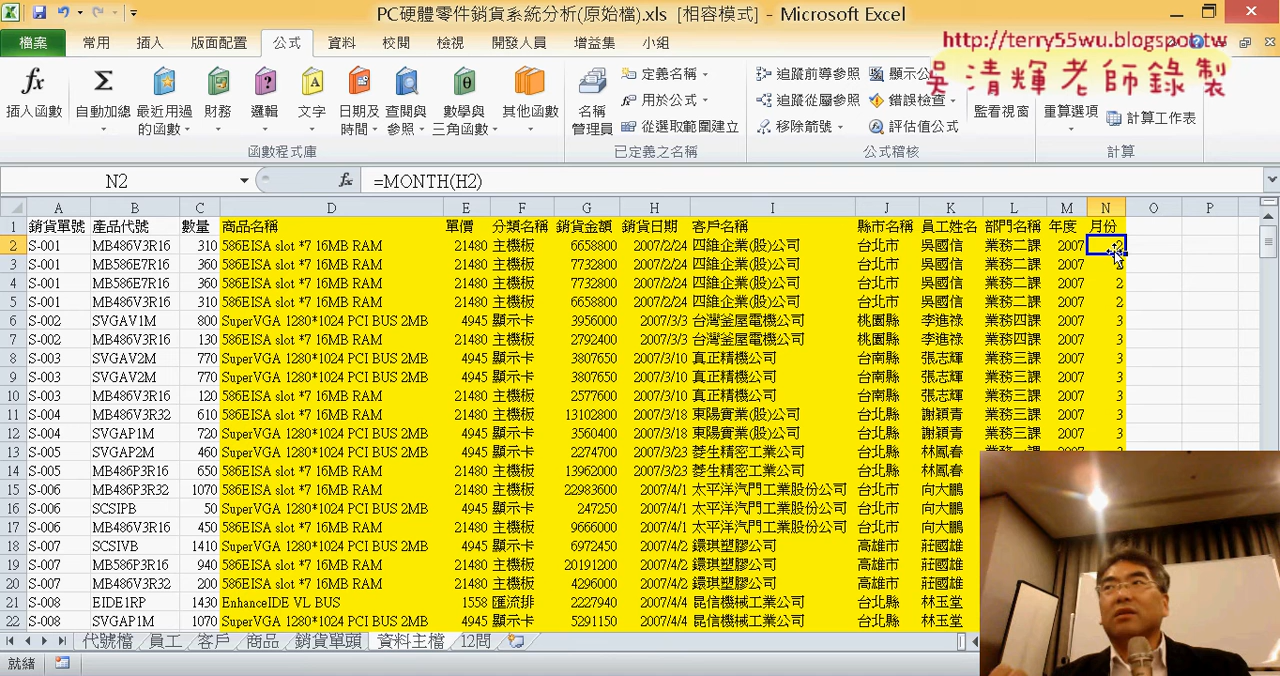 PC硬體零件銷貨系統分析(原始檔).xls [相容模式] - Microsoft Excel
檔案 常用 插入 版面配置 公式 資料 校閱 檢視 開發人員 增益集 小組
http://terry55wu.blogspot.tw
吳清輝老師錄製
插入函數 自動加總 最近用過的函數 財務 邏輯 文字 日期及時間 查閱與參照 數學與三角函數 其他函數
函數程式庫
名稱管理員 定義名稱 用於公式 從選取範圍建立
已定義之名稱
追蹤前導參照 追蹤從屬參照 移除箭號 顯示公 錯誤檢查 評估值公式 監看視窗
公式稽核
重算選項 計算工作表
計算
N2 fx =MONTH(H2)
A B C D E F G H I J K L M N O P
1 銷貨單號 產品代號 數量 商品名稱 單價 分類名稱 銷貨金額 銷貨日期 客戶名稱 縣市名稱 員工姓名 部門名稱 年度 月份
2 S-001 MB486V3R16 310 586EISA slot *7 16MB RAM 21480 主機板 6658800 2007/2/24 四維企業(股)公司 台北市 吳國信 業務二課 2007
3 S-001 MB586E7R16 360 586EISA slot *7 16MB RAM 21480 主機板 7732800 2007/2/24 四維企業(股)公司 台北市 吳國信 業務二課 2007
4 S-001 MB586E7R16 360 586EISA slot *7 16MB RAM 21480 主機板 7732800 2007/2/24 四維企業(股)公司 台北市 吳國信 業務二課 2007 2
5 S-001 MB486V3R16 310 586EISA slot *7 16MB RAM 21480 主機板 6658800 2007/2/24 四維企業(股)公司 台北市 吳國信 業務二課 2007 2
6 S-002 SVGAV1M 800 SuperVGA 1280*1024 PCI BUS 2MB 4945 顯示卡 3956000 2007/3/3 台灣釜屋電機公司 桃園縣 李進祿 業務四課 2007 3
7 S-002 MB486V3R16 130 586EISA slot *7 16MB RAM 21480 主機板 2792400 2007/3/3 台灣釜屋電機公司 桃園縣 李進祿 業務四課 2007 3
8 S-003 SVGAV2M 770 SuperVGA 1280*1024 PCI BUS 2MB 4945 顯示卡 3807650 2007/3/10 真正精機公司 台南縣 張志輝 業務三課 2007 3
9 S-003 SVGAV2M 770 SuperVGA 1280*1024 PCI BUS 2MB 4945 顯示卡 3807650 2007/3/10 真正精機公司 台南縣 張志輝 業務三課 2007 3
10 S-003 MB486V3R16 120 586EISA slot *7 16MB RAM 21480 主機板 2577600 2007/3/10 真正精機公司 台南縣 張志輝 業務三課 2007 3
11 S-004 MB486V3R32 610 586EISA slot *7 16MB RAM 21480 主機板 13102800 2007/3/18 東陽實業(股)公司 台北縣 謝穎青 業務三課 2007 3
12 S-004 SVGAP1M 720 SuperVGA 1280*1024 PCI BUS 2MB 4945 顯示卡 3560400 2007/3/18 東陽實業(股)公司 台北縣 謝穎青 業務三課 2007 3
13 S-005 SVGAP2M 460 SuperVGA 1280*1024 PCI BUS 2MB 4945 顯示卡 2274700 2007/3/23 菱生精密工業公司 台北縣 林鳳春
14 S-005 MB486P3R16 650 586EISA slot *7 16MB RAM 21480 主機板 13962000 2007/3/23 菱生精密工業公司 台北縣 林鳳春
15 S-006 MB486P3R32 1070 586EISA slot *7 16MB RAM 21480 主機板 22983600 2007/4/1 太平洋汽門工業股份公司 台北市 向大鵬
16 S-006 SCSIPB 50 SuperVGA 1280*1024 PCI BUS 2MB 4945 顯示卡 247250 2007/4/1 太平洋汽門工業股份公司 台北市 向大鵬
17 S-006 MB486V3R16 450 586EISA slot *7 16MB RAM 21480 主機板 9666000 2007/4/1 太平洋汽門工業股份公司 台北市 向大鵬
18 S-007 SCSIVB 1410 SuperVGA 1280*1024 PCI BUS 2MB 4945 顯示卡 6972450 2007/4/2 鐶琪塑膠公司 高雄市 莊國雄
19 S-007 MB586P3R16 940 586EISA slot *7 16MB RAM 21480 主機板 20191200 2007/4/2 鐶琪塑膠公司 高雄市 莊國雄
20 S-007 MB486V3R32 200 586EISA slot *7 16MB RAM 21480 主機板 4296000 2007/4/2 鐶琪塑膠公司 高雄市 莊國雄
21 S-008 EIDE1RP 1430 EnhanceIDE VL BUS 1558 匯流排 2227940 2007/4/4 昆信機械工業公司 台北縣 林玉堂
22 S-008 SVGAP1M 1070 SuperVGA 1280*1024 PCI BUS 2MB 4945 顯示卡 5291150 2007/4/4 昆信機械工業公司 台北縣 林玉堂
代號檔 員工 客戶 商品 銷貨單頭 資料主檔 12問
就緒